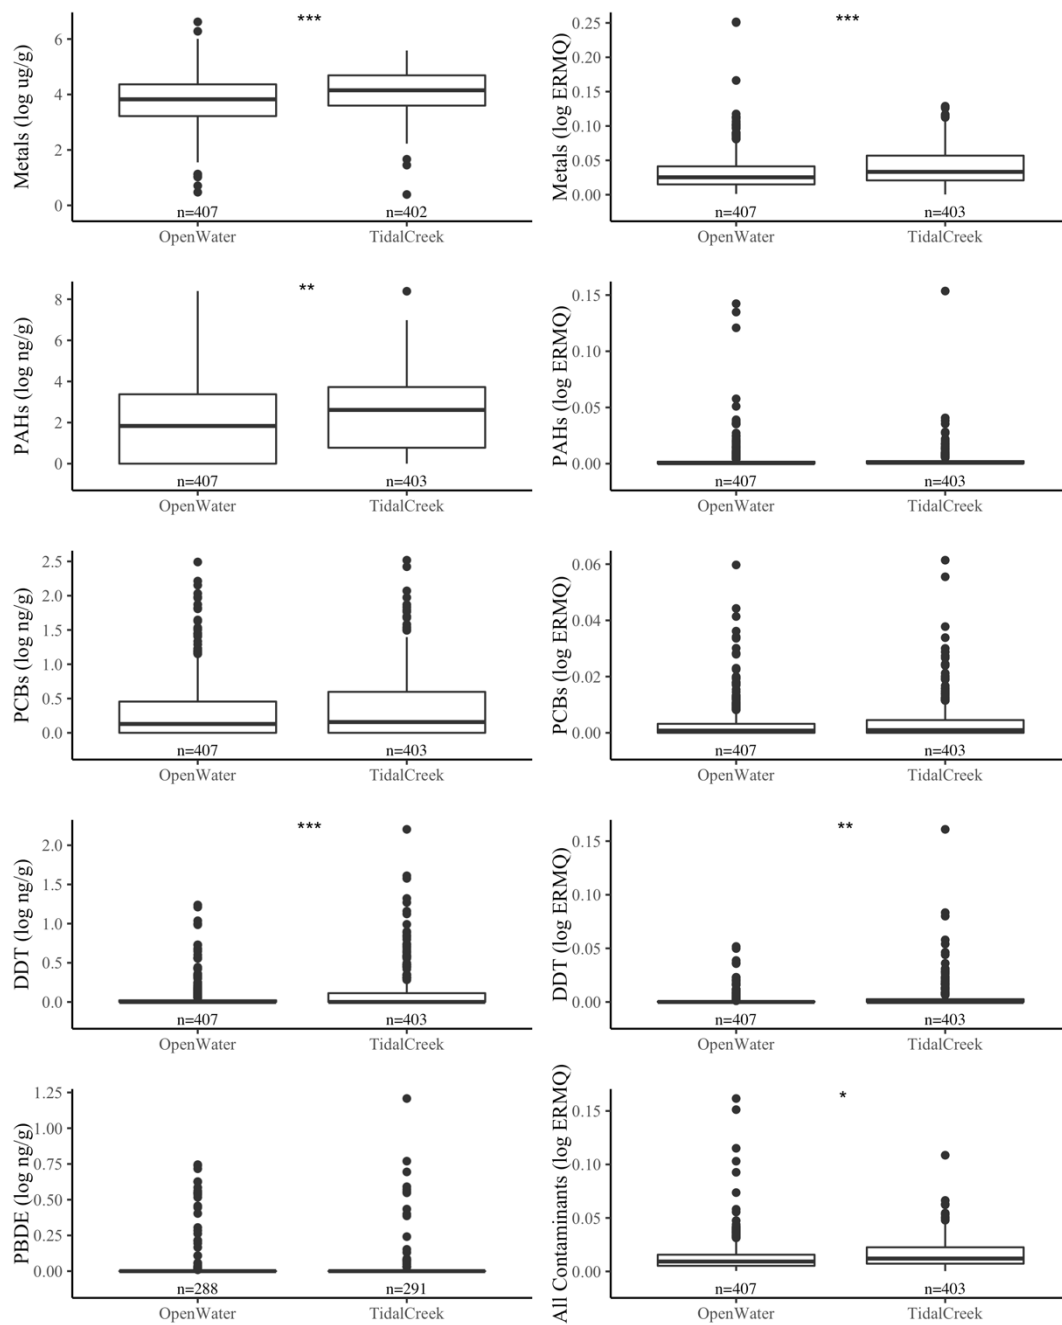 ***
Metals (log ug/g)
6
4
2
0
n=407
n=402
OpenWater
TidalCreek
***
Metals (log ERMQ)
0.25
0.20
0.15
0.10
0.05
0.00
n=407
n=403
OpenWater
TidalCreek
**
PAHs (log ng/g)
8
6
4
2
0
n=407
n=403
OpenWater
TidalCreek
PAHs (log ERMQ)
0.15
0.10
0.05
0.00
n=407
n=403
OpenWater
TidalCreek
PCBs (log ng/g)
2.5
2.0
1.5
1.0
0.5
0.0
n=407
n=403
OpenWater
TidalCreek
PCBs (log ERMQ)
0.06
0.04
0.02
0.00
n=407
n=403
OpenWater
TidalCreek
***
DDT (log ng/g)
2.0
1.5
1.0
0.5
0.0
n=407
n=403
OpenWater
TidalCreek
**
DDT (log ERMQ)
0.15
0.10
0.05
0.00
n=407
n=403
OpenWater
TidalCreek
PBDE (log ng/g)
1.25
1.00
0.75
0.50
0.25
0.00
n=288
n=291
OpenWater
TidalCreek
*
All Contaminants (log ERMQ)
0.15
0.10
0.05
0.00
n=407
n=403
OpenWater
TidalCreek